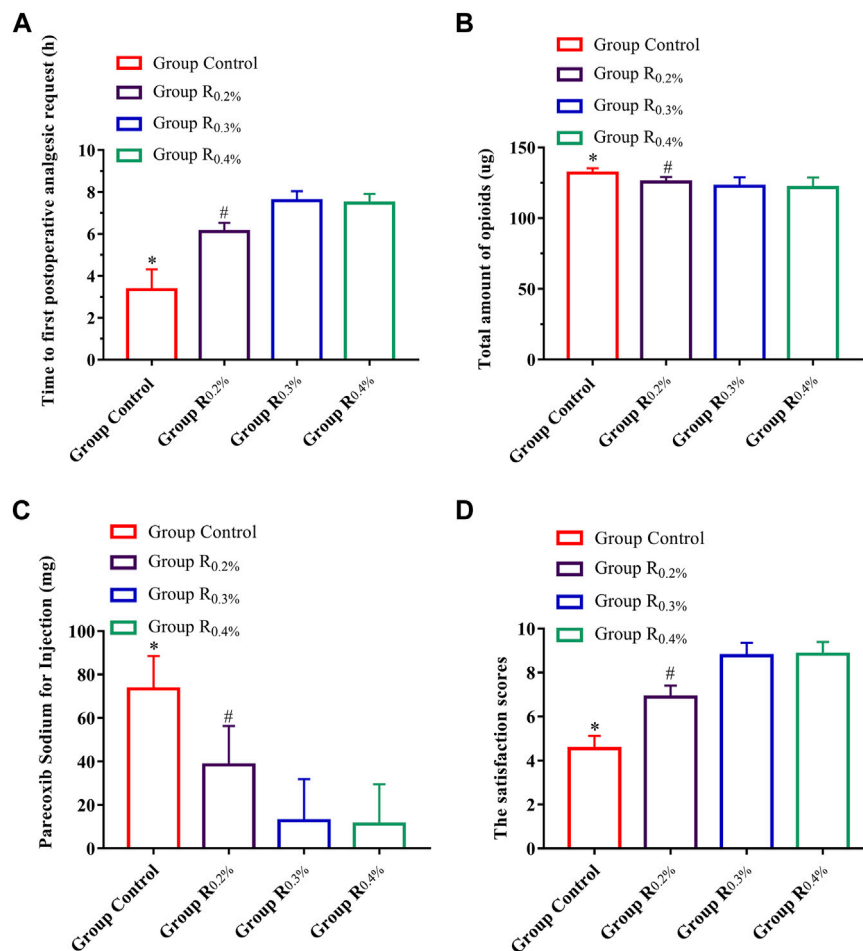 A
Time to first postoperative analgesic request (h)
Group Control
Group R0.2%
Group R0.3%
Group R0.4%
10
8
6
4
2
0
*
#
Group Control
Group R0.2%
Group R0.3%
Group R0.4%
B
Total amount of opioids (ug)
Group Control
Group R0.2%
Group R0.3%
Group R0.4%
150
100
50
0
*
#
Group Control
Group R0.2%
Group R0.3%
Group R0.4%
C
Parecoxib Sodium for Injection (mg)
Group Control
Group R0.2%
Group R0.3%
Group R0.4%
100
80
60
40
20
0
*
#
Group Control
Group R0.2%
Group R0.3%
Group R0.4%
D
The satisfaction scores
Group Control
Group R0.2%
Group R0.3%
Group R0.4%
10
8
6
4
2
0
*
#
Group Control
Group R0.2%
Group R0.3%
Group R0.4%